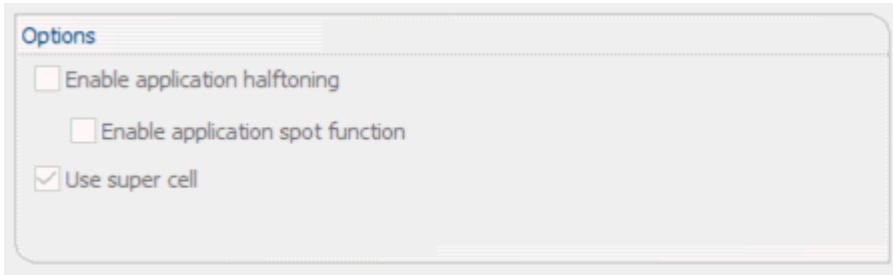 Options
Enable application halftoning
Enable application spot function
Use super cell